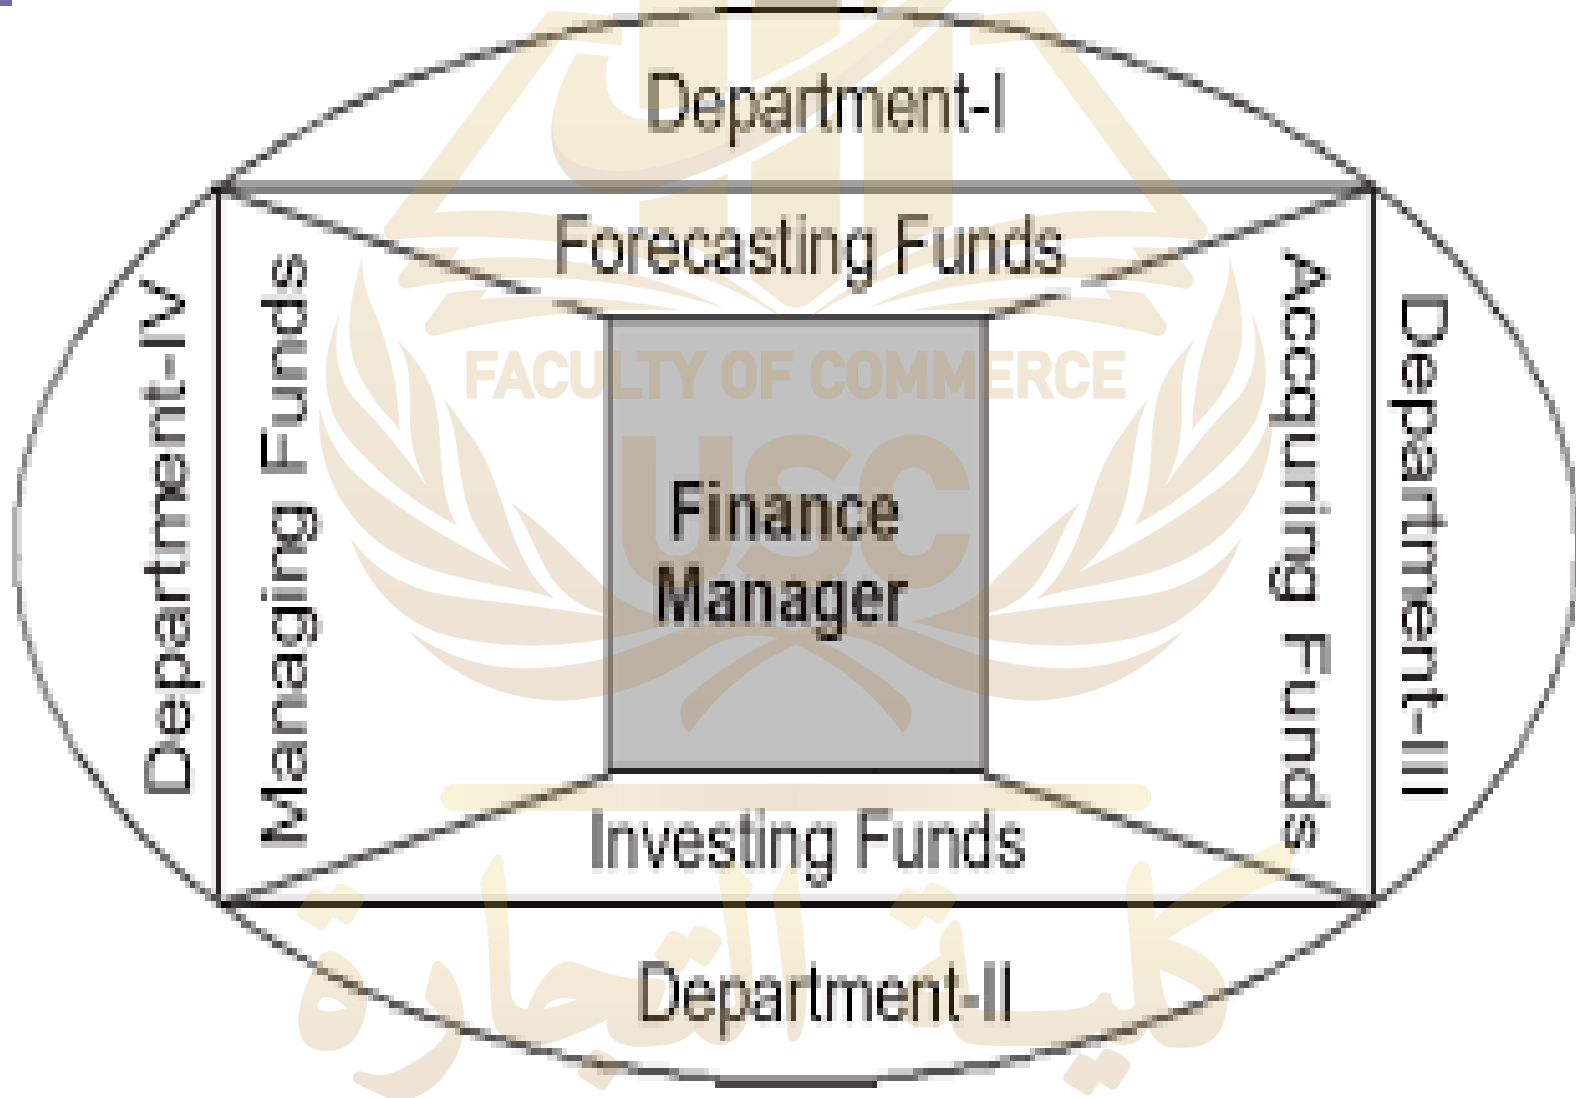 Department-I
Forecasting Funds
Department-IV
Managing Funds
FACULTY OF COMMERCE
USC
Finance
Manager
Accquring Funds
Department-III
Investing Funds
Department-II
كلية التجارة